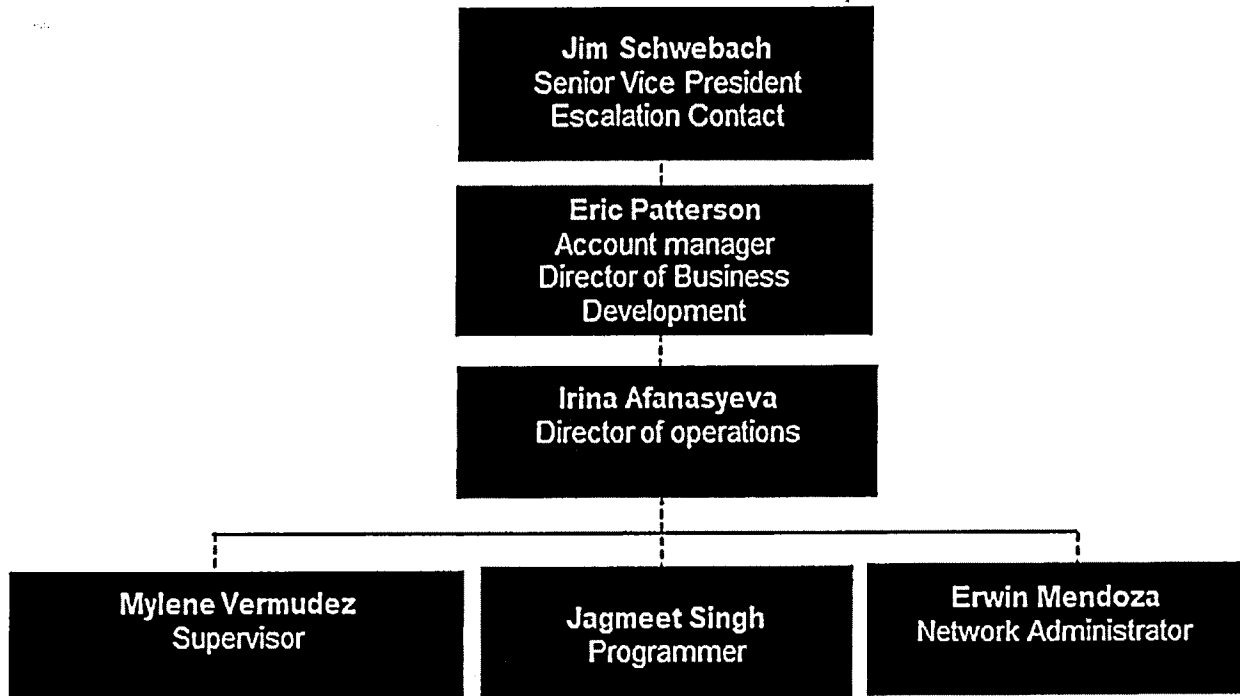 Jim Schwebach
Senior Vice President
Escalation Contact
Eric Patterson
Account manager
Director of Business
Development
Irina Afanasyeva
Director of operations
Mylene Vermudez
Supervisor
Jagmeet Singh
Programmer
Erwin Mendoza
Network Administrator